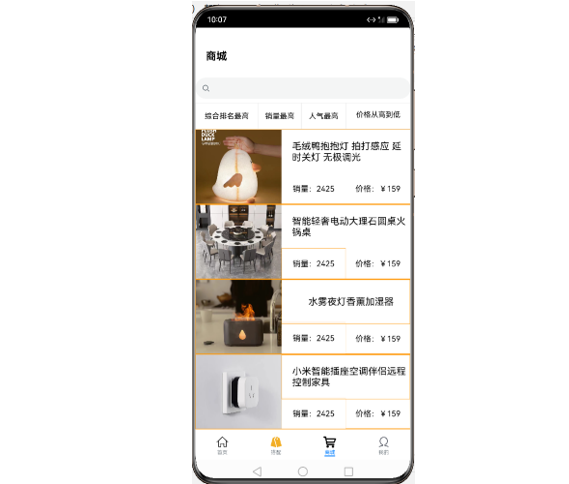 10:07
商城
综合排名最高 销量最高 人气最高 价格从高到低
DUCK
LAMP
毛绒鸭抱抱灯 拍打感应 延
时关灯 无极调光
销量：2425 价格：￥159
智能轻奢电动大理石圆桌火
锅桌
销量：2425 价格：￥159
水雾夜灯香薰加湿器
销量：2425 价格：￥159
小米智能插座空调伴侣远程
控制家具
销量：2425 价格：￥159
首页 商城 我的